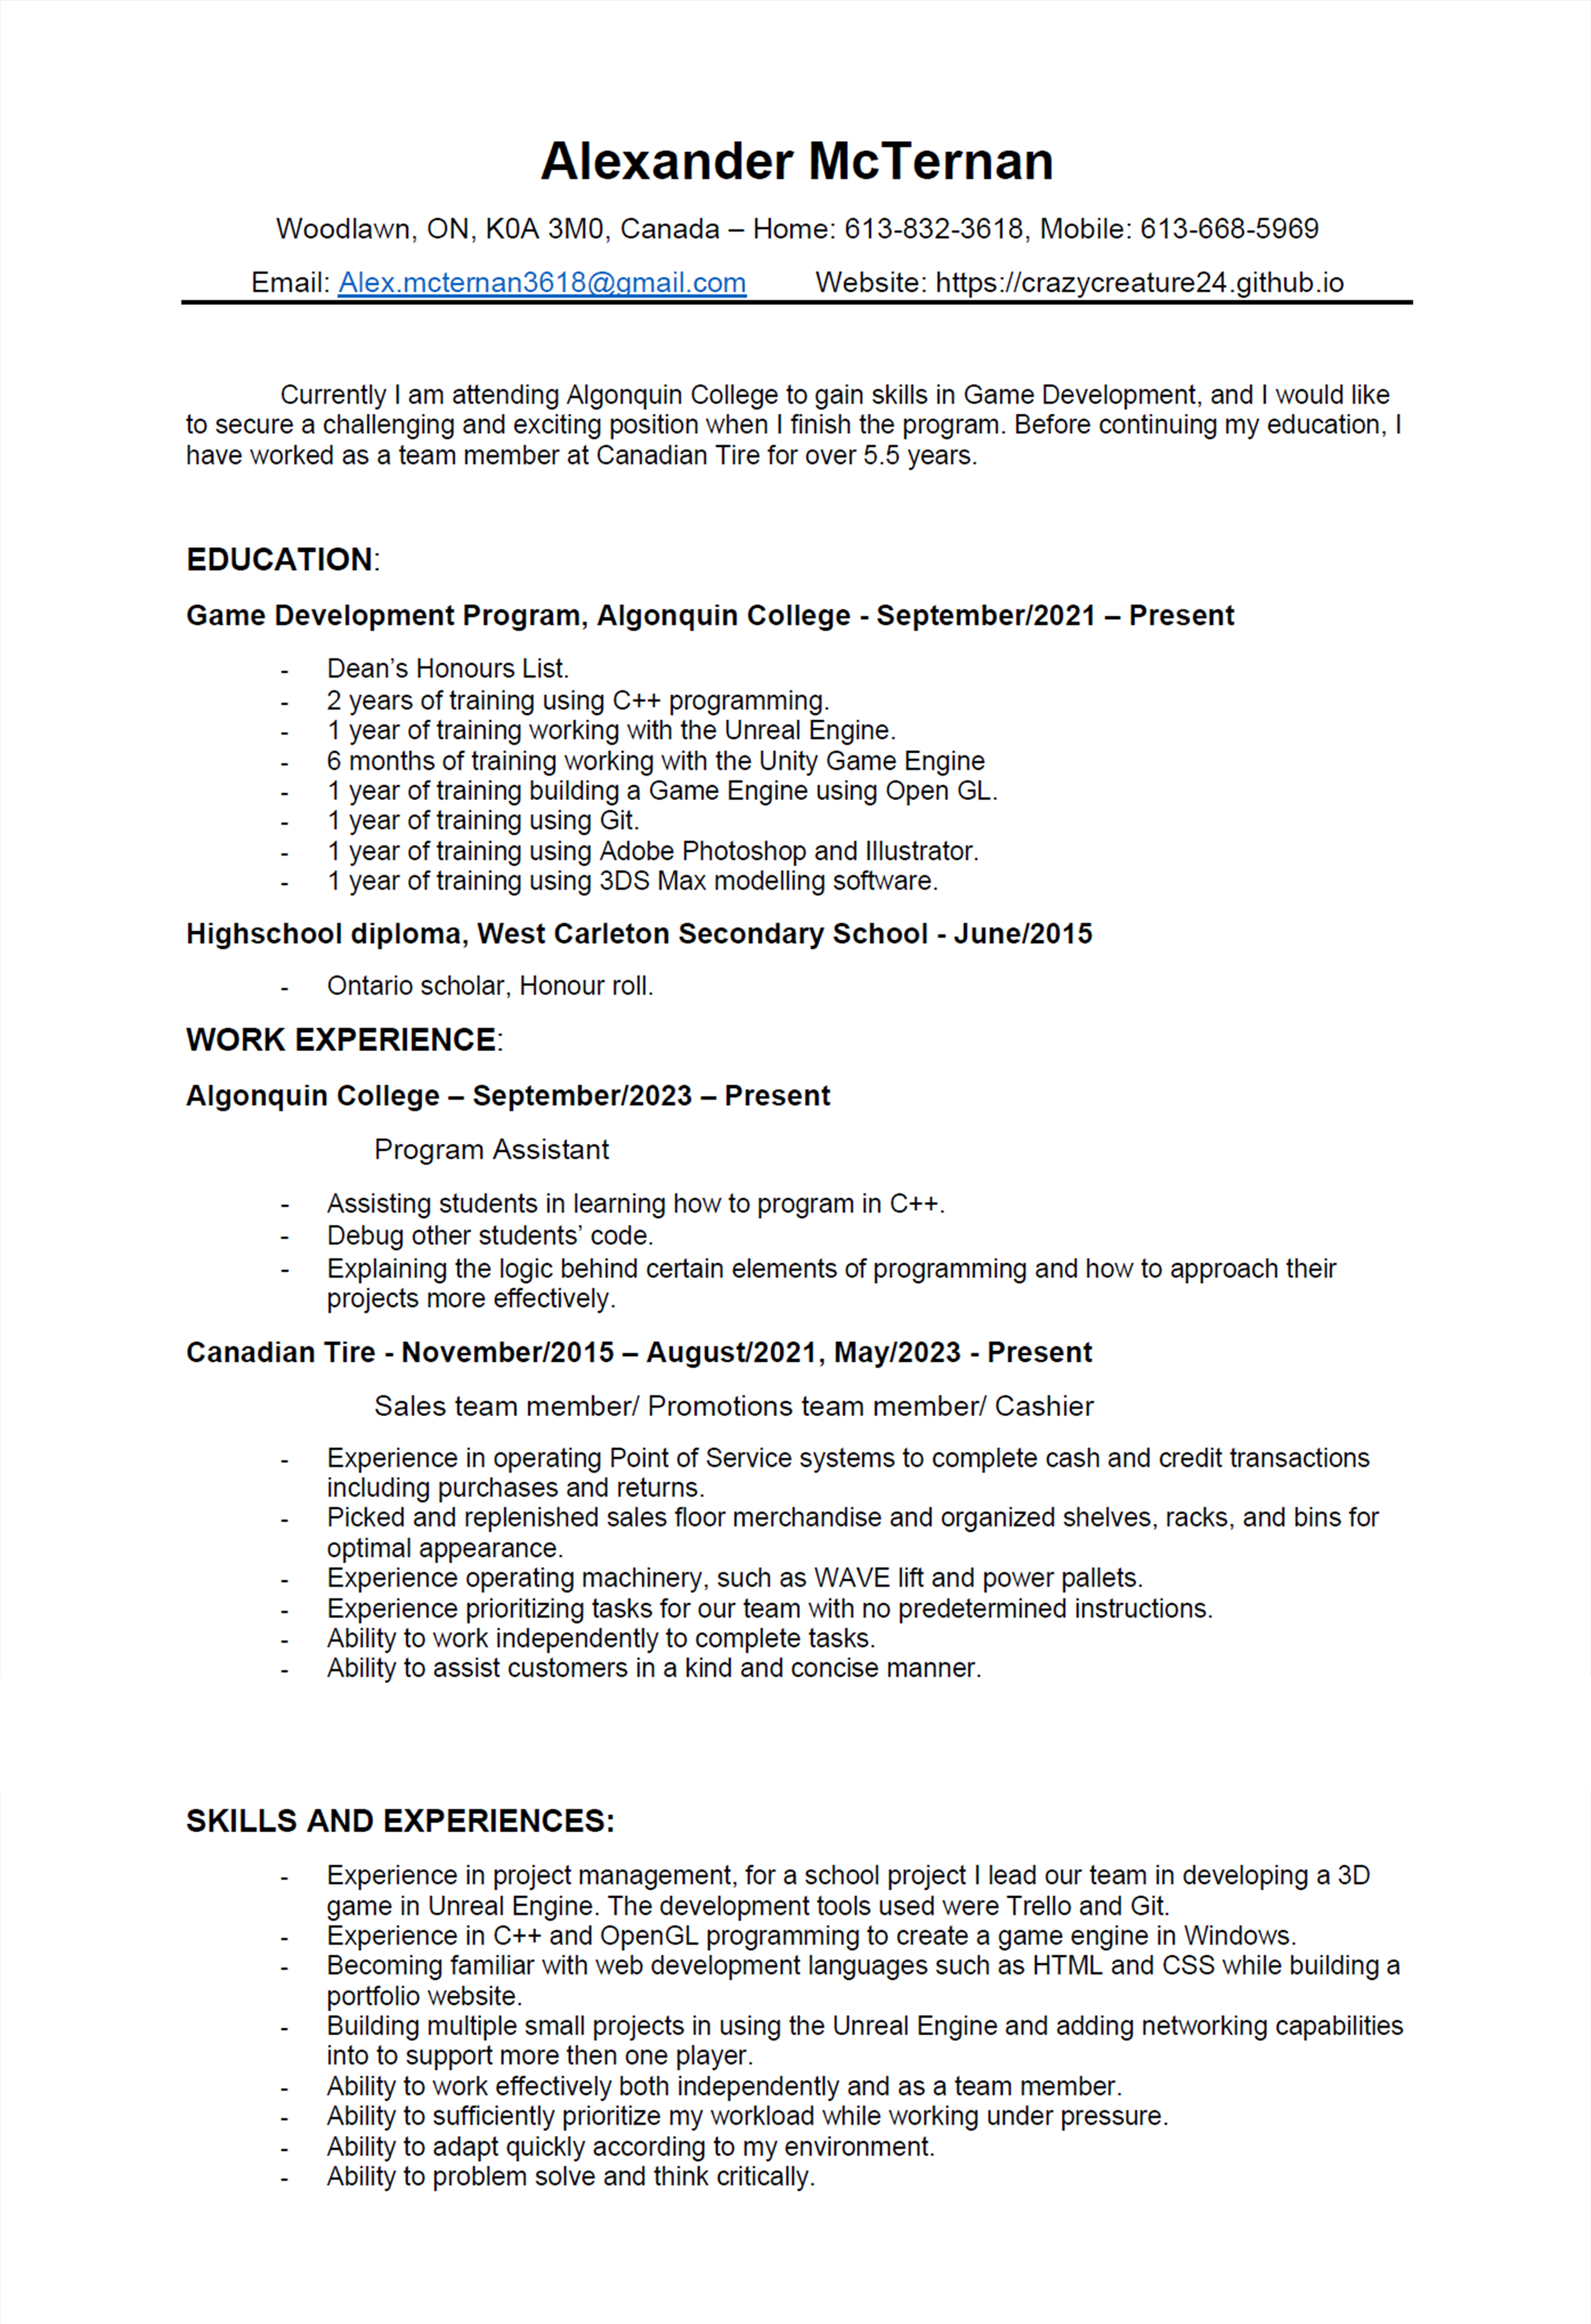 Alexander McTernan
Woodlawn, ON, K0A 3M0, Canada – Home: 613-832-3618, Mobile: 613-668-5969
Email: Alex.mcternan3618@gmail.com Website: https://crazycreature24.github.io
Currently I am attending Algonquin College to gain skills in Game Development, and I would like
to secure a challenging and exciting position when I finish the program. Before continuing my education, I
have worked as a team member at Canadian Tire for over 5.5 years.
EDUCATION:
Game Development Program, Algonquin College - September/2021 – Present
- Dean’s Honours List.
- 2 years of training using C++ programming.
- 1 year of training working with the Unreal Engine.
- 6 months of training working with the Unity Game Engine
- 1 year of training building a Game Engine using Open GL.
- 1 year of training using Git.
- 1 year of training using Adobe Photoshop and Illustrator.
- 1 year of training using 3DS Max modelling software.
Highschool diploma, West Carleton Secondary School - June/2015
- Ontario scholar, Honour roll.
WORK EXPERIENCE:
Algonquin College – September/2023 – Present
Program Assistant
- Assisting students in learning how to program in C++.
- Debug other students’ code.
- Explaining the logic behind certain elements of programming and how to approach their
projects more effectively.
Canadian Tire - November/2015 – August/2021, May/2023 - Present
Sales team member/ Promotions team member/ Cashier
- Experience in operating Point of Service systems to complete cash and credit transactions
including purchases and returns.
- Picked and replenished sales floor merchandise and organized shelves, racks, and bins for
optimal appearance.
- Experience operating machinery, such as WAVE lift and power pallets.
- Experience prioritizing tasks for our team with no predetermined instructions.
- Ability to work independently to complete tasks.
- Ability to assist customers in a kind and concise manner.
SKILLS AND EXPERIENCES:
- Experience in project management, for a school project I lead our team in developing a 3D
game in Unreal Engine. The development tools used were Trello and Git.
- Experience in C++ and OpenGL programming to create a game engine in Windows.
- Becoming familiar with web development languages such as HTML and CSS while building a
portfolio website.
- Building multiple small projects in using the Unreal Engine and adding networking capabilities
into to support more then one player.
- Ability to work effectively both independently and as a team member.
- Ability to sufficiently prioritize my workload while working under pressure.
- Ability to adapt quickly according to my environment.
- Ability to problem solve and think critically.